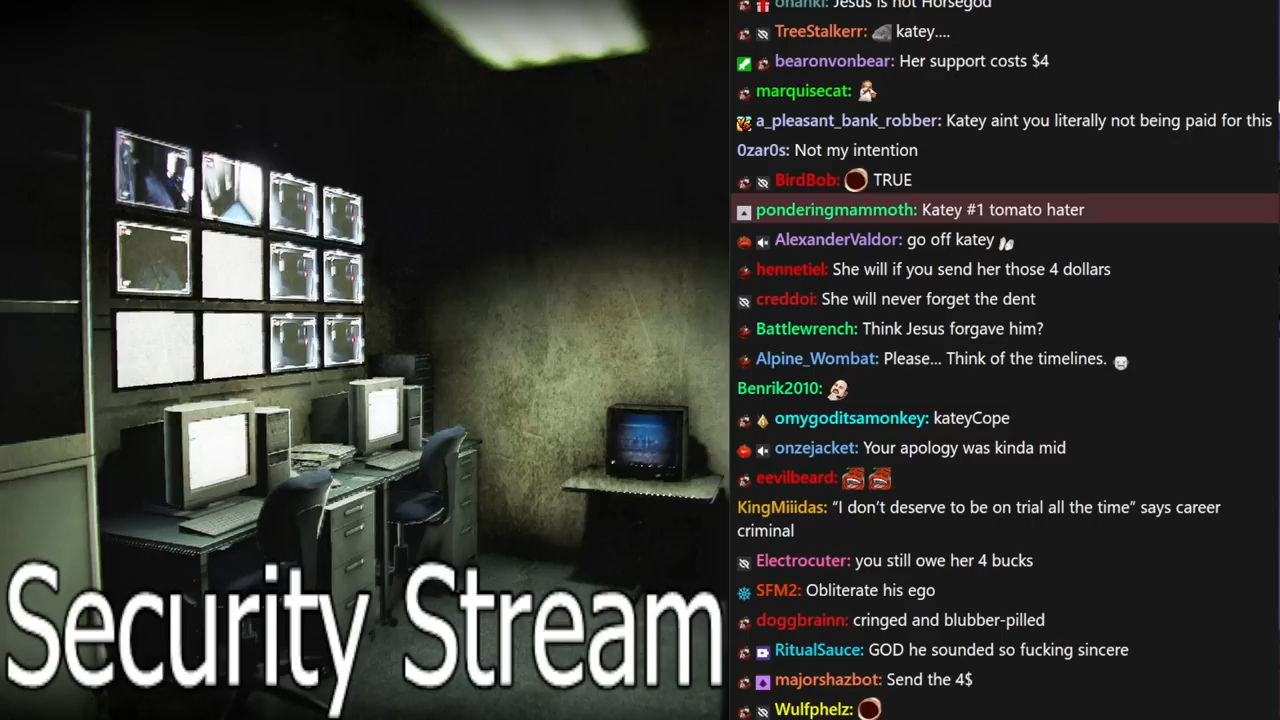 onanki: Jesus is not Horsegod
TreeStalkerr: katey....
bearonvonbear: Her support costs $4
marquisecat:
a_pleasant_bank_robber: Katey aint you literally not being paid for this
0zar0s: Not my intention
BirdBob: TRUE
ponderingmammoth: Katey #1 tomato hater
AlexanderValdor: go off katey
hennetiel: She will if you send her those 4 dollars
creddoi: She will never forget the dent
Battlewrench: Think Jesus forgave him?
Alpine_Wombat: Please... Think of the timelines.
Benrik2010:
omygoditsamonkey: kateyCope
onzejacket: Your apology was kinda mid
eevilbeard:
KingMiiidas: “I don’t deserve to be on trial all the time” says career
criminal
Electrocuter: you still owe her 4 bucks
SFM2: Obliterate his ego
doggbrainn: cringed and blubber-pilled
RitualSauce: GOD he sounded so fucking sincere
majorshazbot: Send the 4$
Wulfphelz:
Security Stream